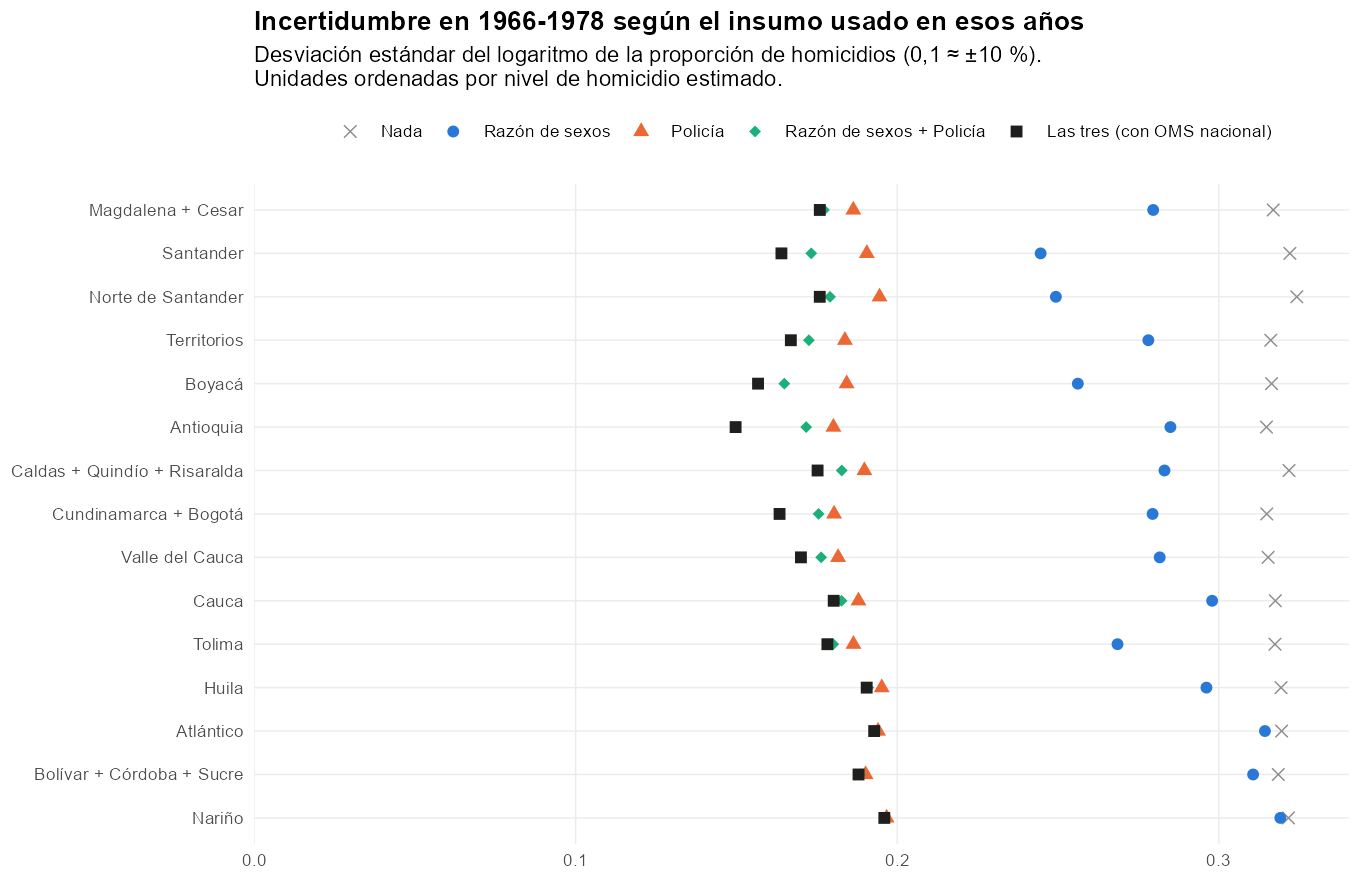 Incertidumbre en 1966-1978 según el insumo usado en esos años
Desviación estándar del logaritmo de la proporción de homicidios (0,1 ≈ ±10 %).
Unidades ordenadas por nivel de homicidio estimado.
Nada Razón de sexos Policía Razón de sexos + Policía Las tres (con OMS nacional)
Magdalena + Cesar
Santander
Norte de Santander
Territorios
Boyacá
Antioquia
Caldas + Quindío + Risaralda
Cundinamarca + Bogotá
Valle del Cauca
Cauca
Tolima
Huila
Atlántico
Bolívar + Córdoba + Sucre
Nariño
0.0 0.1 0.2 0.3